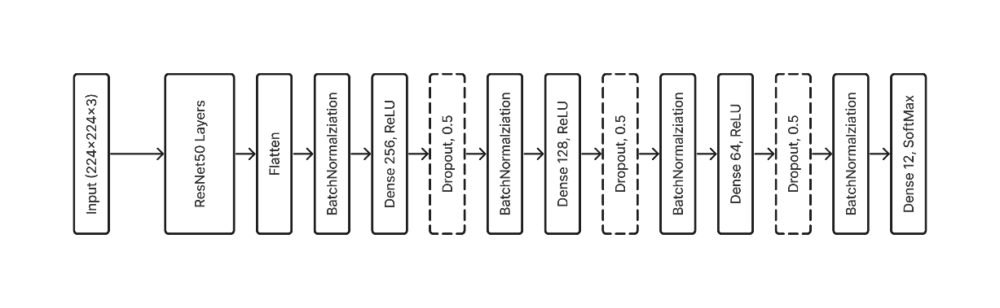 Input (224×224×3)
ResNet50 Layers
Flatten
BatchNormalziation
Dense 256, ReLU
Dropout, 0.5
BatchNormalziation
Dense 128, ReLU
Dropout, 0.5
BatchNormalziation
Dense 64, ReLU
Dropout, 0.5
BatchNormalziation
Dense 12, SoftMax